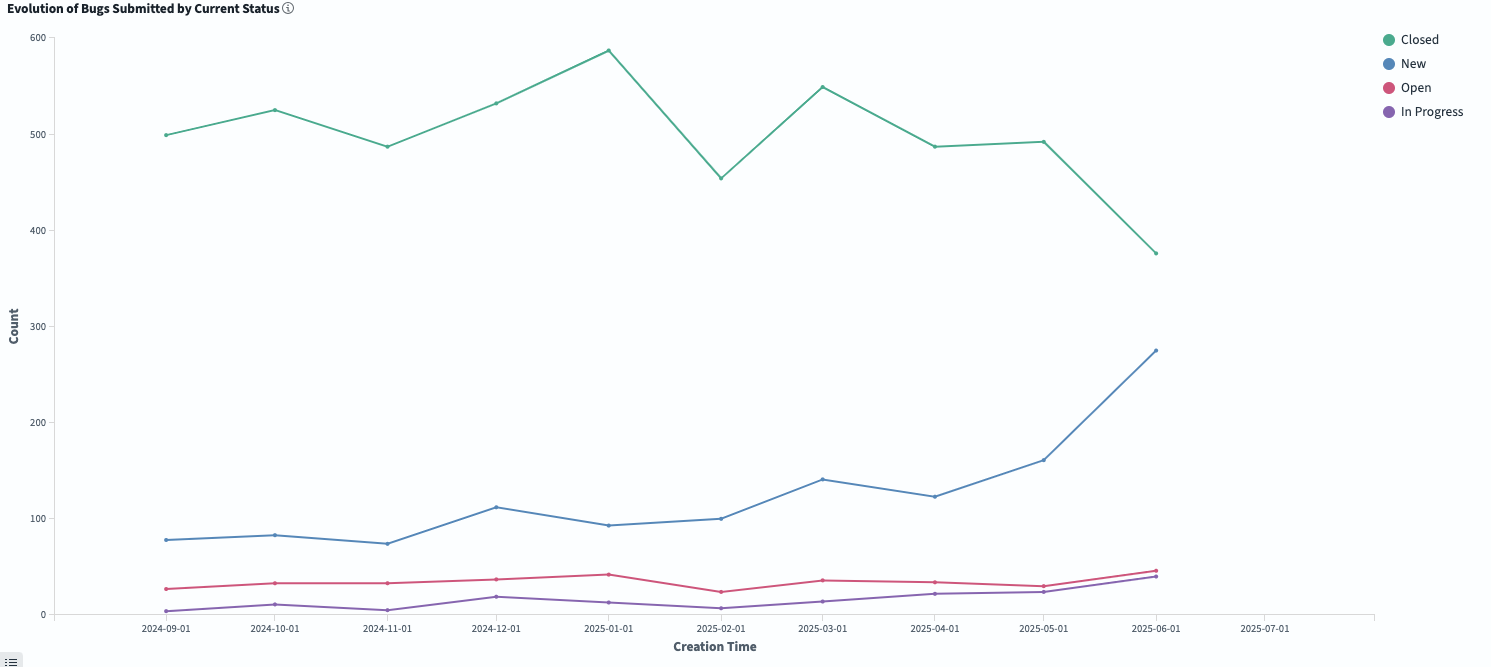 Evolution of Bugs Submitted by Current Status
600
500
400
300
200
100
0
Count
2024-09-01 2024-10-01 2024-11-01 2024-12-01 2025-01-01 2025-02-01 2025-03-01 2025-04-01 2025-05-01 2025-06-01 2025-07-01
Creation Time
Closed
New
Open
In Progress